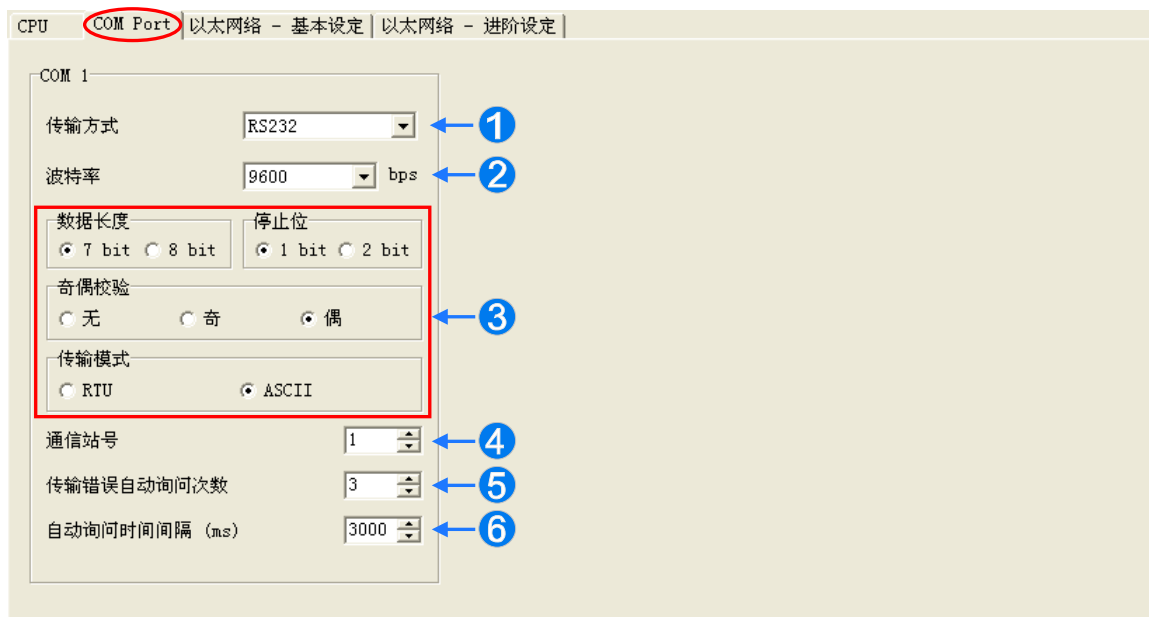 CPU COM Port 以太网络 - 基本设定 以太网络 - 进阶设定
COM 1
传输方式 RS232 1
波特率 9600 bps 2
数据长度 停止位
7 bit 8 bit 1 bit 2 bit
奇偶校验
无 奇 偶 3
传输模式
RTU ASCII
通信站号 1 4
传输错误自动询问次数 3 5
自动询问时间间隔 (ms) 3000 6